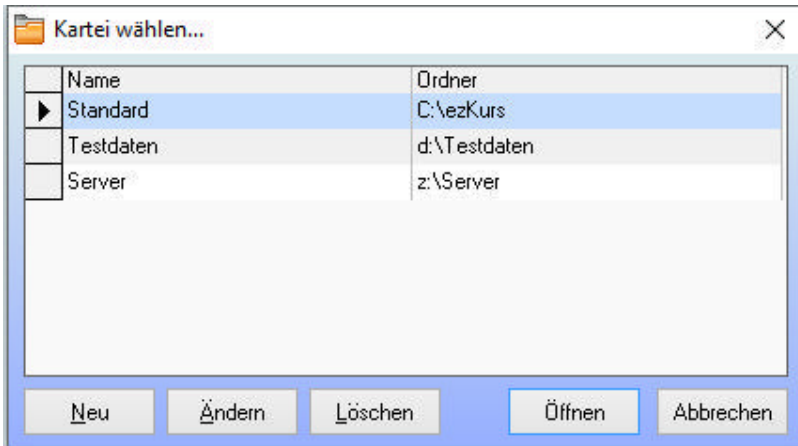 Kartei wählen...
Name Ordner
Standard C:\ezKurs
Testdaten d:\Testdaten
Server z:\Server
Neu Ändern Löschen Öffnen Abbrechen